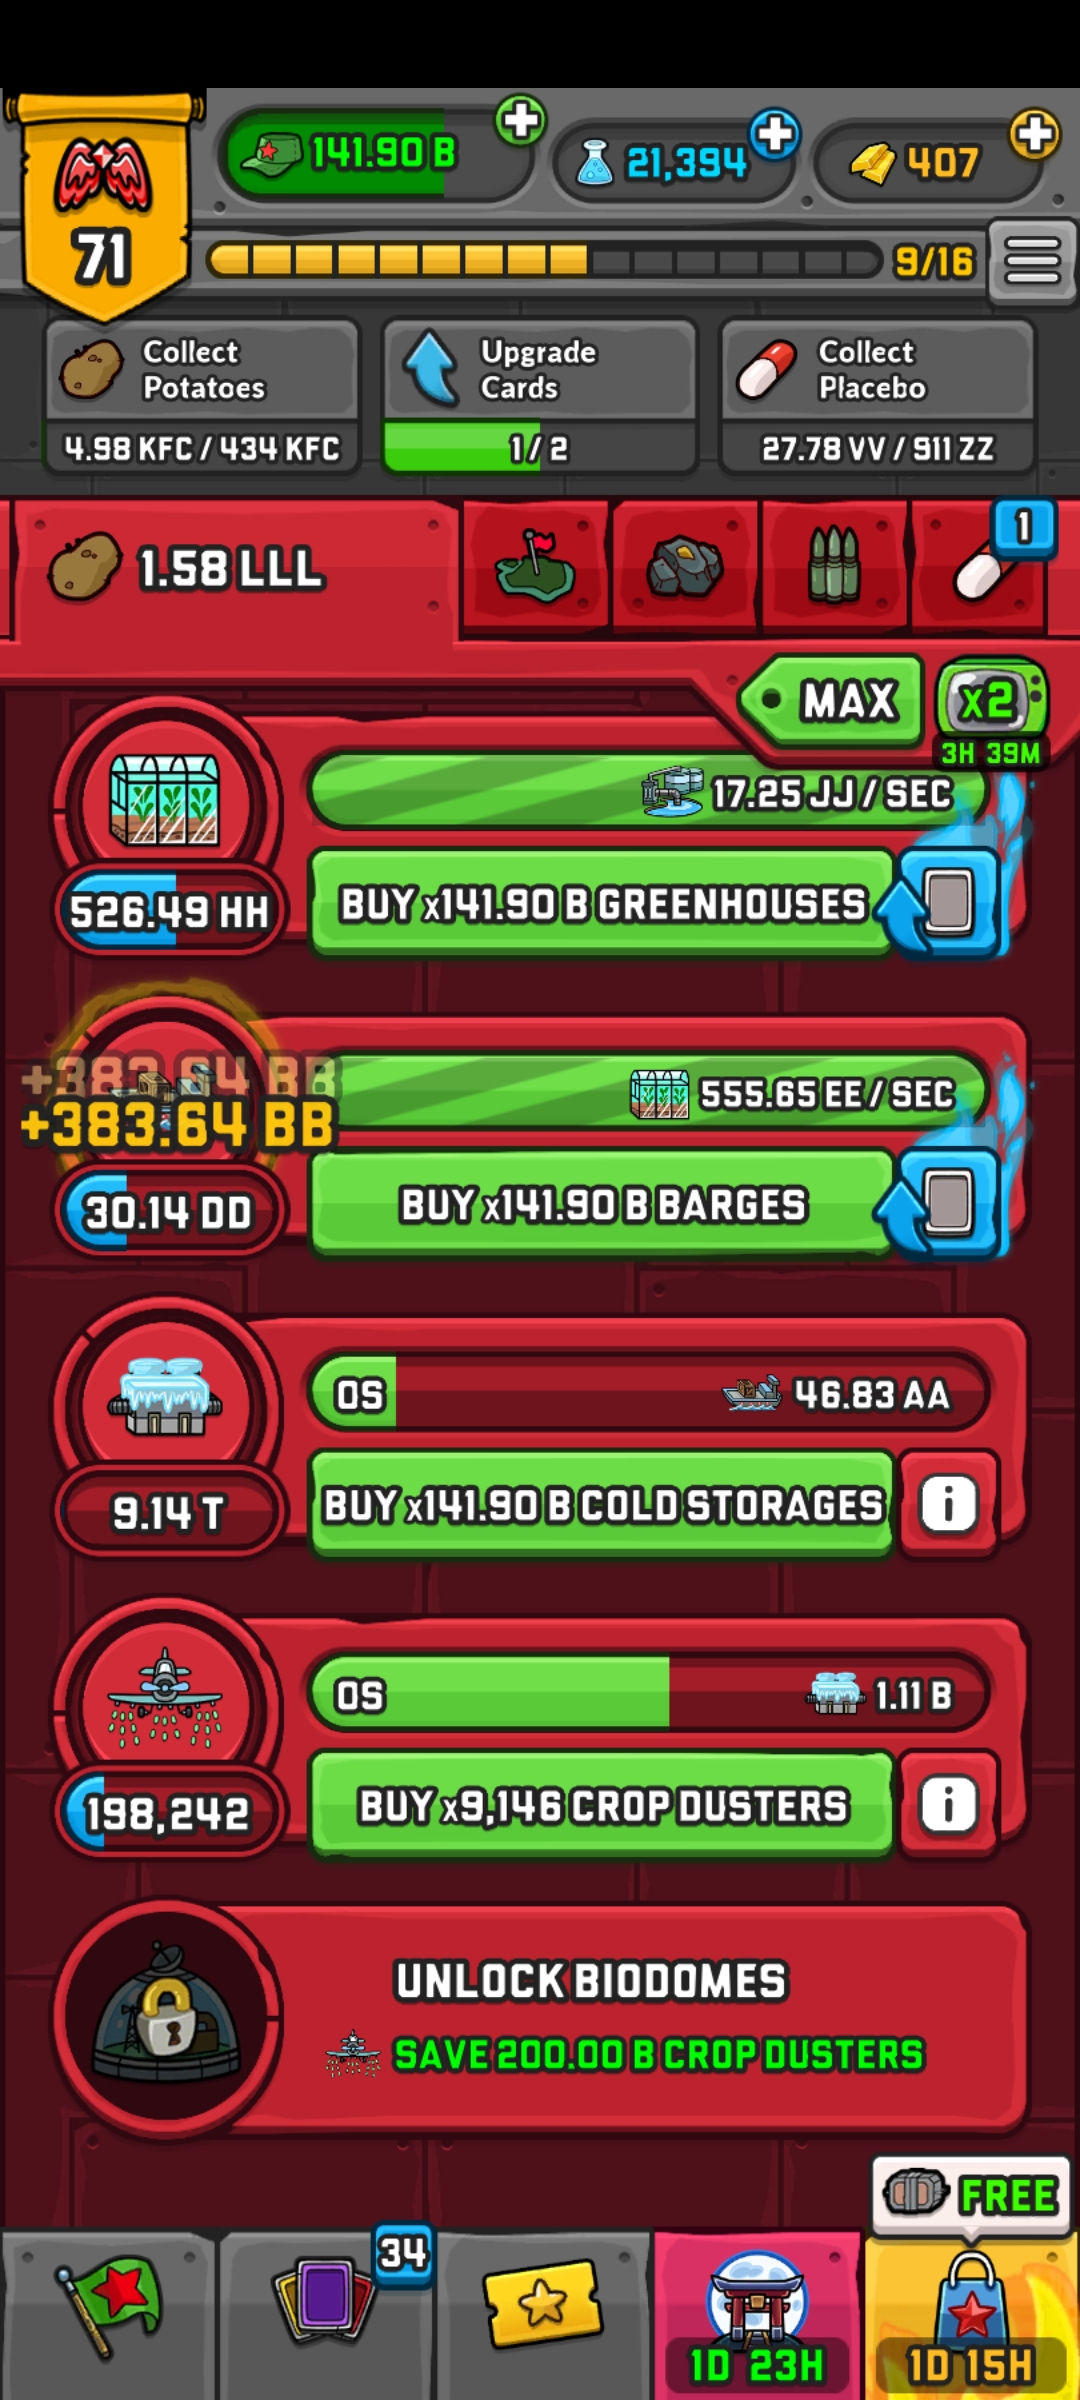 71
141.90 B
21,394
407
9/16
Collect
Potatoes
4.98 KFC / 434 KFC
Upgrade
Cards
1 / 2
Collect
Placebo
27.78 VV / 911 ZZ
1.58 LLL
1
MAX
x2
3H 39M
17.25 JJ / SEC
526.49 HH
BUY x141.90 B GREENHOUSES
+383.64 BB
+383.64 BB
555.65 EE / SEC
30.14 DD
BUY x141.90 B BARGES
0S
46.83 AA
9.14 T
BUY x141.90 B COLD STORAGES
i
0S
1.11 B
198,242
BUY x9,146 CROP DUSTERS
i
UNLOCK BIODOMES
SAVE 200.00 B CROP DUSTERS
FREE
34
1D 23H
1D 15H